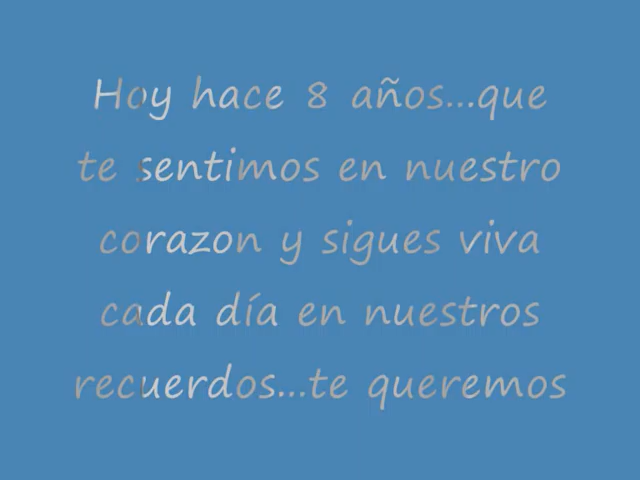 Hoy hace 8 años...que
te sentimos en nuestro
corazon y sigues viva
cada día en nuestros
recuerdos...te queremos